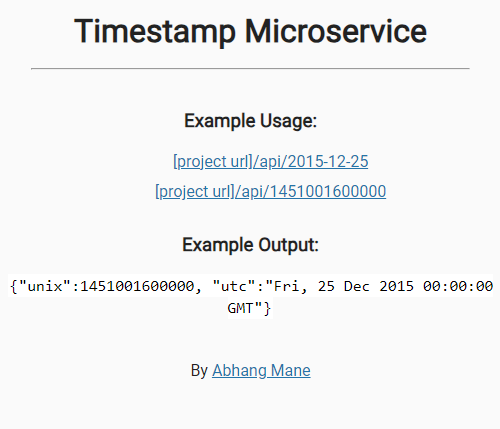 Timestamp Microservice
Example Usage:
[project url]/api/2015-12-25
[project url]/api/1451001600000
Example Output:
{"unix":1451001600000, "utc":"Fri, 25 Dec 2015 00:00:00
GMT"}
By Abhang Mane